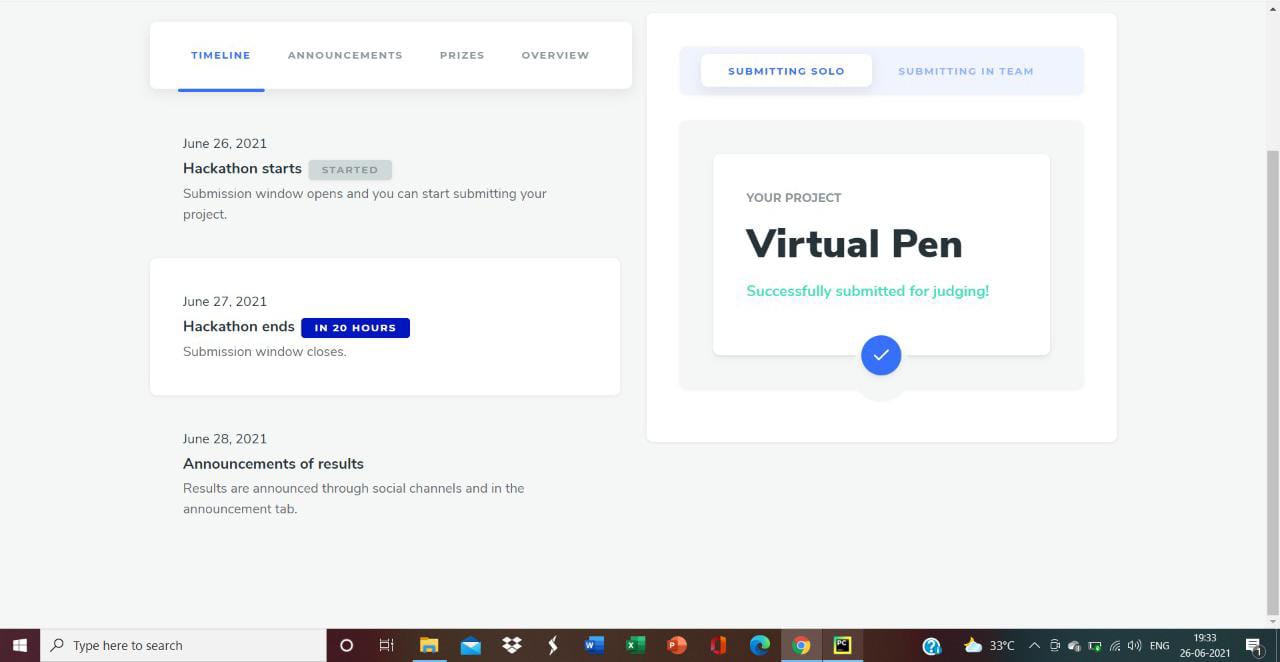 TIMELINE ANNOUNCEMENTS PRIZES OVERVIEW
June 26, 2021
Hackathon starts STARTED
Submission window opens and you can start submitting your
project.
June 27, 2021
Hackathon ends IN 20 HOURS
Submission window closes.
June 28, 2021
Announcements of results
Results are announced through social channels and in the
announcement tab.
SUBMITTING SOLO SUBMITTING IN TEAM
YOUR PROJECT
Virtual Pen
Successfully submitted for judging!
Type here to search
33°C
ENG
19:33
26-06-2021
1